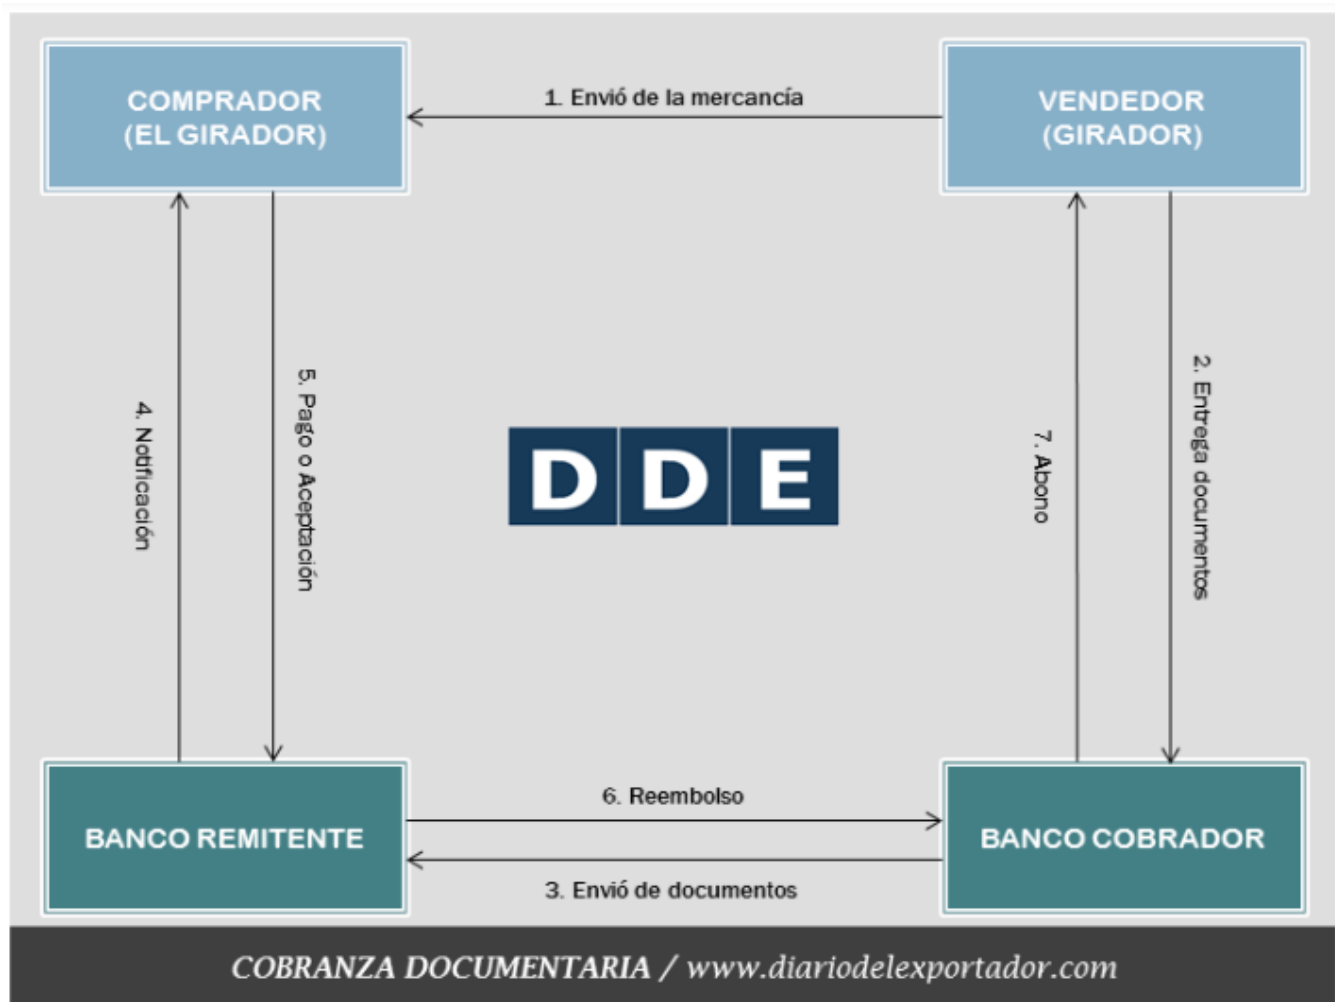 COMPRADOR
(EL GIRADOR)
1. Envió de la mercancía
VENDEDOR
(GIRADOR)
4. Notificación
5. Pago o Aceptación
D D E
7. Abono
2. Entrega documentos
BANCO REMITENTE
6. Reembolso
3. Envió de documentos
BANCO COBRADOR
COBRANZA DOCUMENTARIA / www.diariodelexportador.com